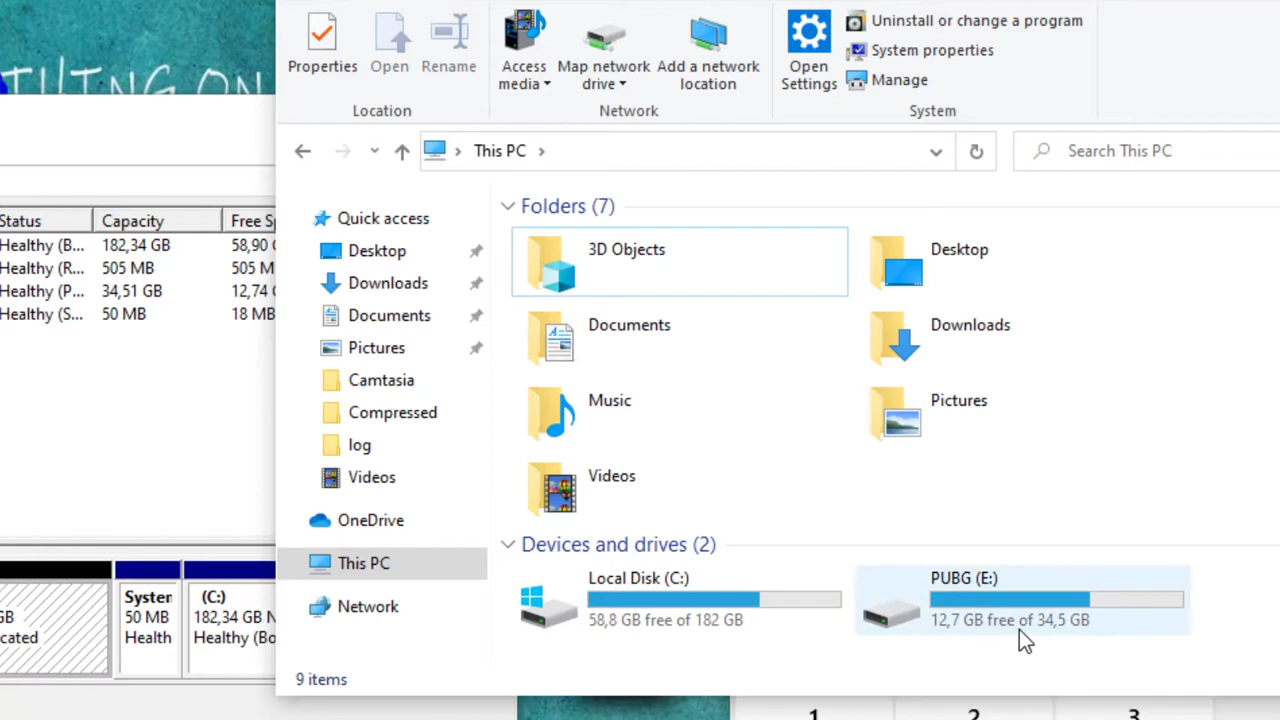 THING ON
Properties
Open
Rename
Access media
Map network drive
Add a network location
Open Settings
Uninstall or change a program
System properties
Manage
Location
Network
System
This PC
Search This PC
Status
Capacity
Free Sp
Healthy (B...
182,34 GB
58,90
Healthy (R...
505 MB
505 M
Healthy (P...
34,51 GB
12,74
Healthy (S...
50 MB
18 MB
Quick access
Desktop
Downloads
Documents
Pictures
Camtasia
Compressed
log
Videos
OneDrive
This PC
Network
Folders (7)
3D Objects
Desktop
Documents
Downloads
Music
Pictures
Videos
Devices and drives (2)
Local Disk (C:)
58,8 GB free of 182 GB
PUBG (E:)
12,7 GB free of 34,5 GB
9 items
GB
cated
System
50 MB
Health
(C:)
182,34 GB N
Healthy (Bo
1
2
3